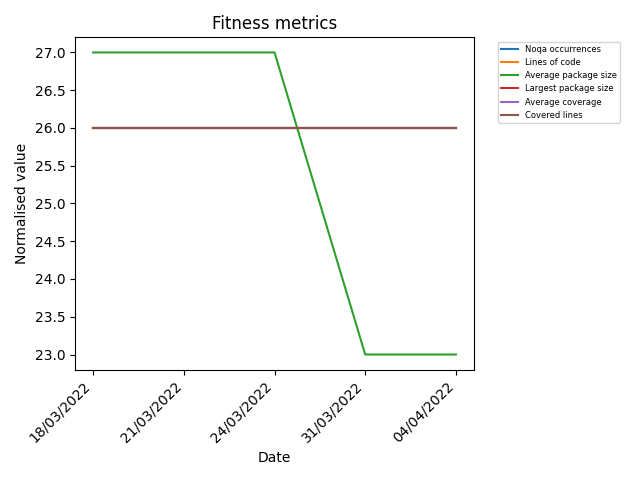 Fitness metrics
27.0
26.5
26.0
25.5
25.0
24.5
24.0
23.5
23.0
Normalised value
18/03/2022
21/03/2022
24/03/2022
31/03/2022
04/04/2022
Date
Noqa occurrences
Lines of code
Average package size
Largest package size
Average coverage
Covered lines